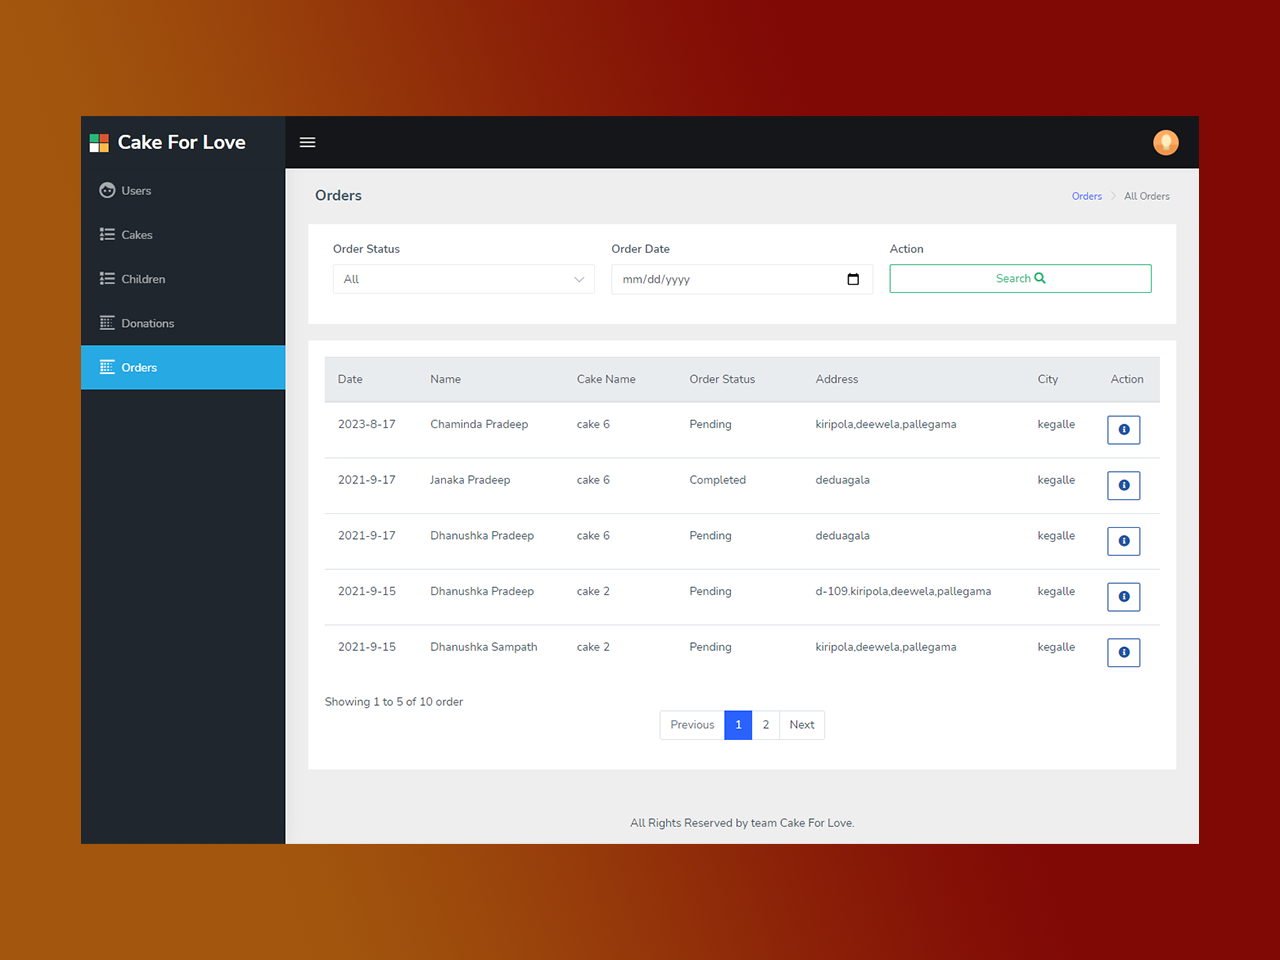 Cake For Love
Users
Cakes
Children
Donations
Orders
Orders
Orders > All Orders
Order Status
Order Date
Action
All
mm/dd/yyyy
Search
Date Name Cake Name Order Status Address City Action
2023-8-17 Chaminda Pradeep cake 6 Pending kiripola,deewela,pallegama kegalle
2021-9-17 Janaka Pradeep cake 6 Completed deduagala kegalle
2021-9-17 Dhanushka Pradeep cake 6 Pending deduagala kegalle
2021-9-15 Dhanushka Pradeep cake 2 Pending d-109.kiripola,deewela,pallegama kegalle
2021-9-15 Dhanushka Sampath cake 2 Pending kiripola,deewela,pallegama kegalle
Showing 1 to 5 of 10 order
Previous 1 2 Next
All Rights Reserved by team Cake For Love.